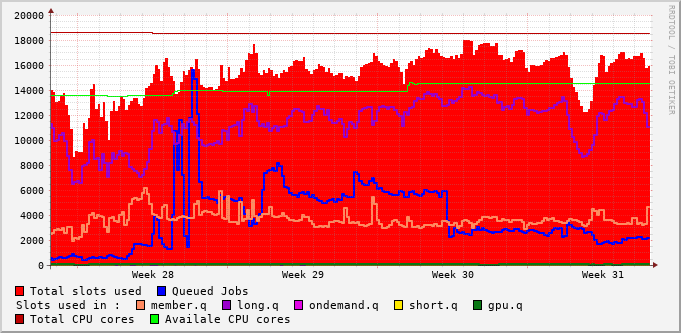 20000
18000
16000
14000
12000
10000
8000
6000
4000
2000
0
Week 28 Week 29 Week 30 Week 31
Total slots used Queued Jobs
Slots used in : member.q long.q ondemand.q short.q gpu.q
Total CPU cores Availale CPU cores
RRDTOOL / TOBI OETIKER